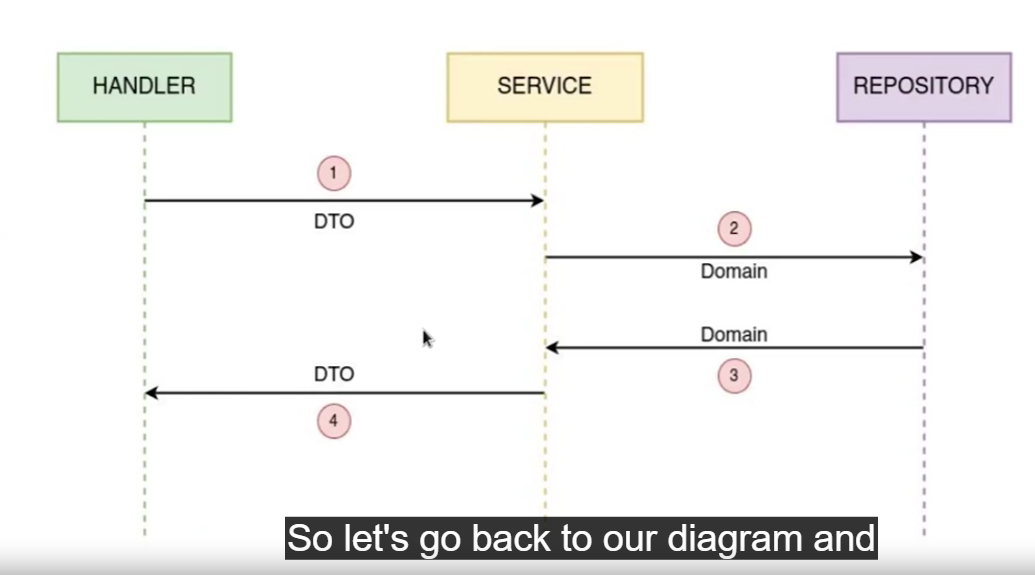 HANDLER
SERVICE
REPOSITORY
1
DTO
2
Domain
Domain
3
DTO
4
So let's go back to our diagram and